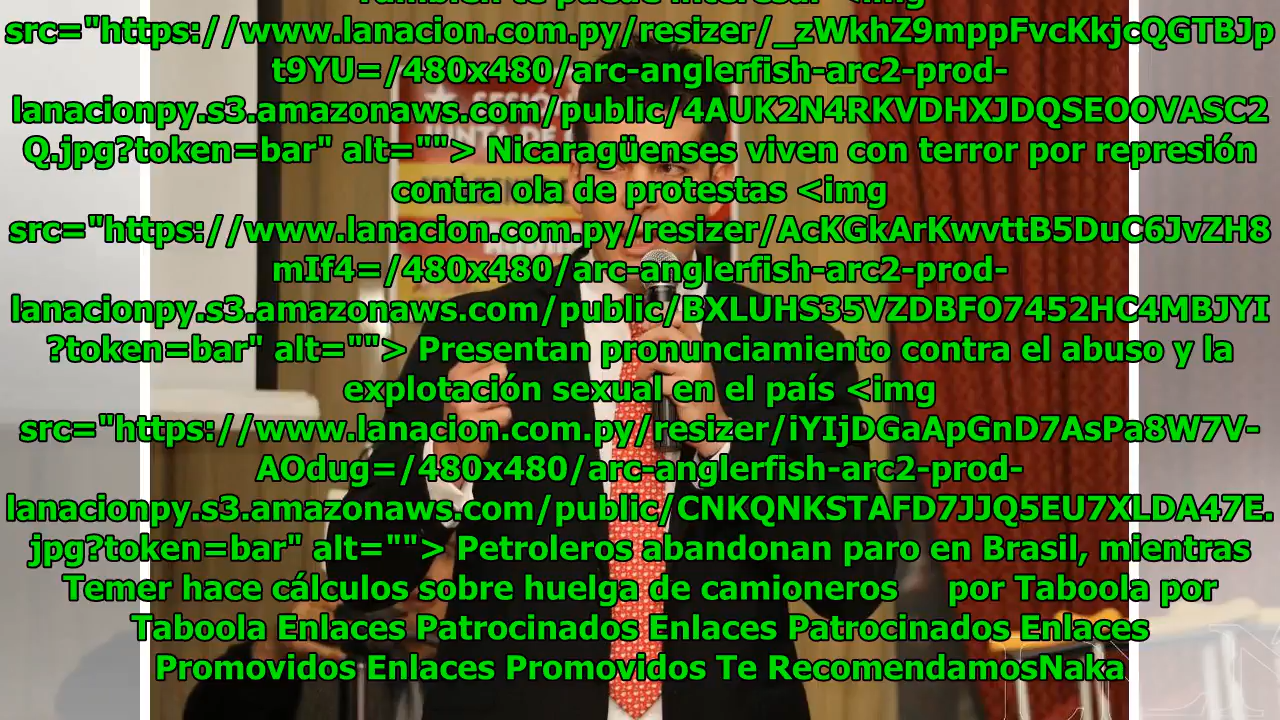 src="https://www.lanacion.com.py/resizer/_zWkhZ9mppFvcKkjcQGTBJp
t9YU=/480x480/arc-anglerfish-arc2-prod-
lanacionpy.s3.amazonaws.com/public/4AUK2N4RKVDHXJDQSEOOVASC2
Q.jpg?token=bar" alt=""> Nicaragüenses viven con terror por represión
contra ola de protestas <img
src="https://www.lanacion.com.py/resizer/AcKGkArKwvttB5DuC6JvZH8
mIf4=/480x480/arc-anglerfish-arc2-prod-
lanacionpy.s3.amazonaws.com/public/BXLUHS35VZDBFO7452HC4MBJYI
?token=bar" alt=""> Presentan pronunciamiento contra el abuso y la
explotación sexual en el país <img
src="https://www.lanacion.com.py/resizer/iYIjDGaApGnD7AsPa8W7V-
AOdug=/480x480/arc-anglerfish-arc2-prod-
lanacionpy.s3.amazonaws.com/public/CNKQNKSTAFD7JJQ5EU7XLDA47E.
jpg?token=bar" alt=""> Petroleros abandonan paro en Brasil, mientras
Temer hace cálculos sobre huelga de camioneros por Taboola por
Taboola Enlaces Patrocinados Enlaces Patrocinados Enlaces
Promovidos Enlaces Promovidos Te RecomendamosNaka